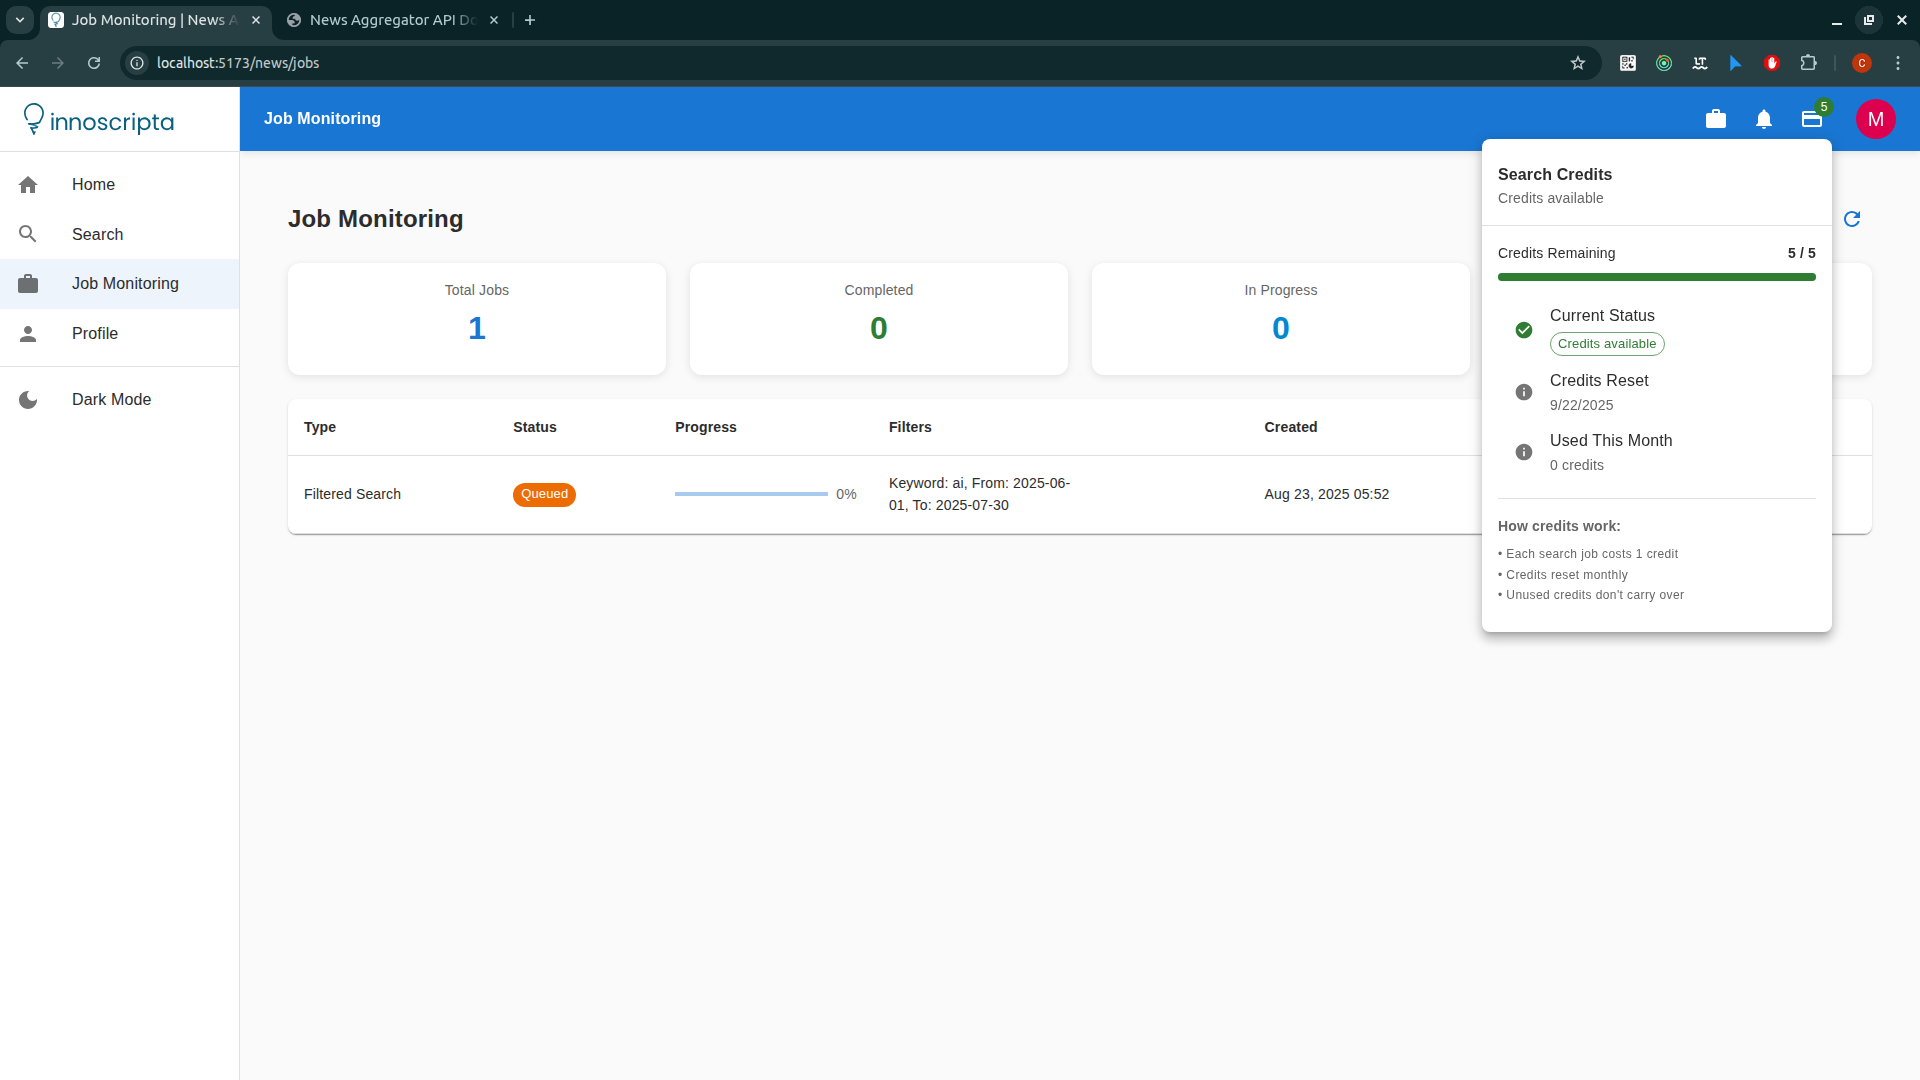 Job Monitoring | News A
News Aggregator API Do
localhost:5173/news/jobs
C
innoscripta
Job Monitoring
5
M
Home
Search
Job Monitoring
Profile
Dark Mode
Job Monitoring
Total Jobs
1
Completed
0
In Progress
0
Type
Status
Progress
Filters
Created
Filtered Search
Queued
0%
Keyword: ai, From: 2025-06-
01, To: 2025-07-30
Aug 23, 2025 05:52
Search Credits
Credits available
Credits Remaining
5 / 5
Current Status
Credits available
Credits Reset
9/22/2025
Used This Month
0 credits
How credits work:
• Each search job costs 1 credit
• Credits reset monthly
• Unused credits don't carry over